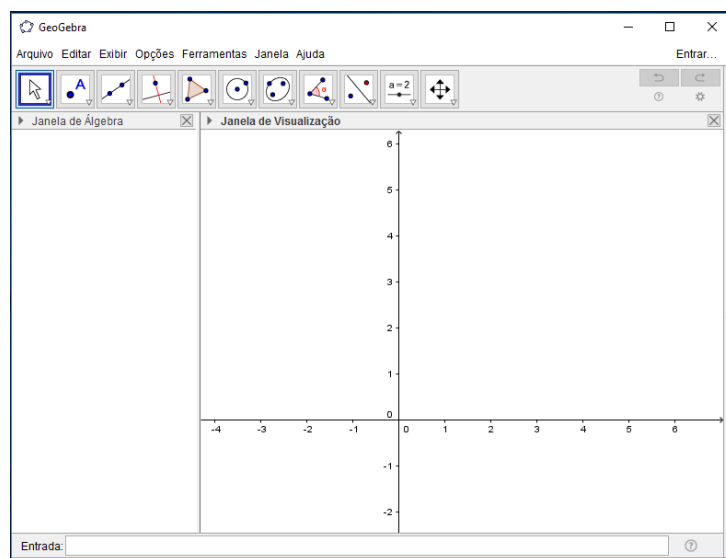 GeoGebra
Arquivo Editar Exibir Opções Ferramentas Janela Ajuda Entrar...
A α a=2
Janela de Álgebra Janela de Visualização
6
5
4
3
2
1
0
-4 -3 -2 -1 0 1 2 3 4 5 6
-1
-2
Entrada: